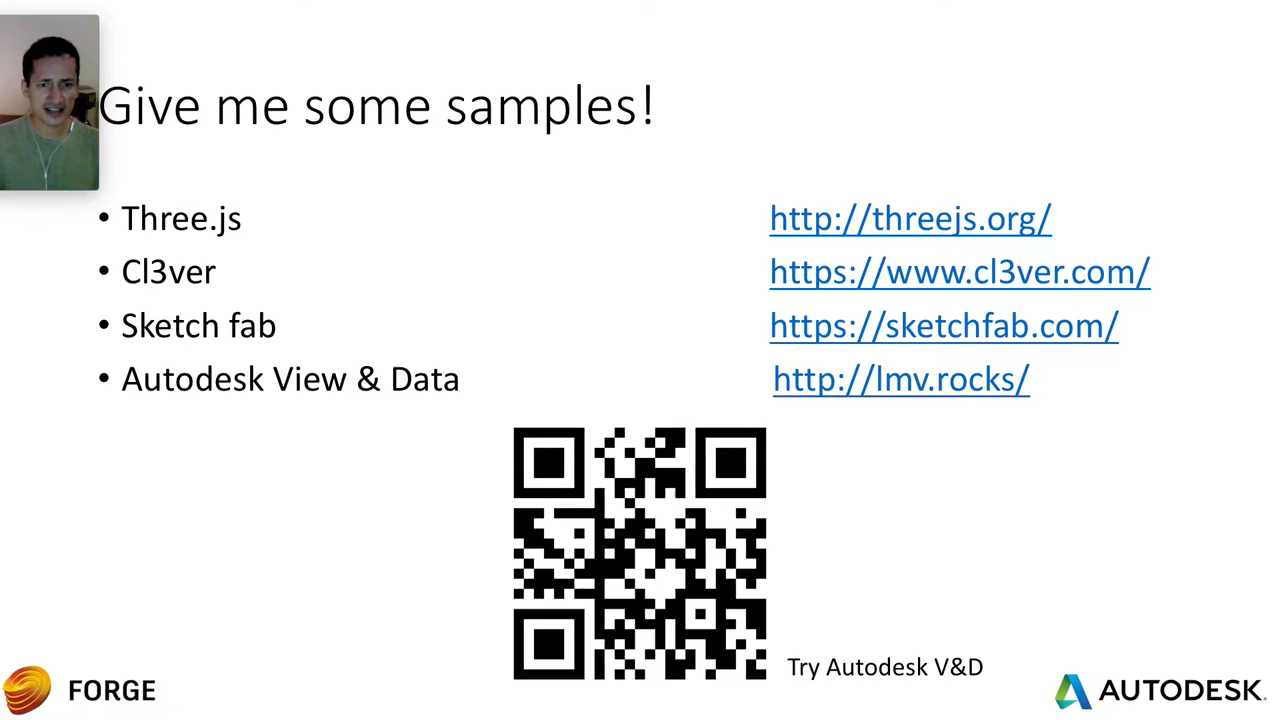 Give me some samples!
• Three.js http://threejs.org/
• Cl3ver https://www.cl3ver.com/
• Sketch fab https://sketchfab.com/
• Autodesk View & Data http://lmv.rocks/
Try Autodesk V&D
FORGE
AUTODESK.